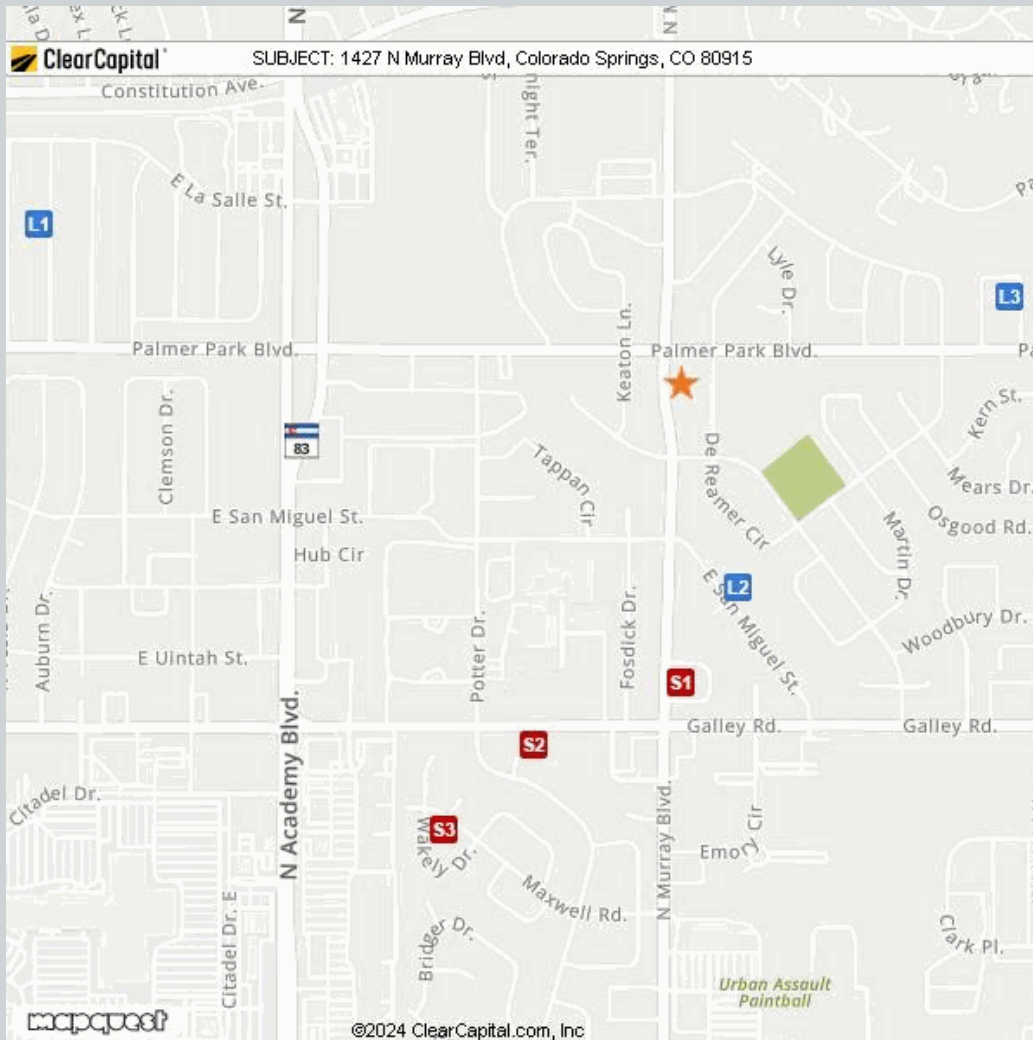 N
ClearCapital
SUBJECT: 1427 N Murray Blvd, Colorado Springs, CO 80915
Constitution Ave.
E La Salle St.
L1
Lyle Dr.
L3
Keaton Ln.
Palmer Park Blvd.
Palmer Park Blvd.
83
Clemson Dr.
Kern St.
Tappan Cir
De Reamer Cir
Mears Dr.
E San Miguel St.
Osgood Rd.
Hub Cir
Martin Dr.
L2
E San Miguel St.
Auburn Dr.
Potter Dr.
Fosdick Dr.
Woodbury Dr.
E Uintah St.
S1
N Academy Blvd.
Galley Rd.
Galley Rd.
S2
Citadel Dr.
S3
Wakely Dr.
N Murray Blvd.
Emory Cir
Maxwell Rd.
Citadel Dr. E
Bridger Dr.
Clark Pl.
Urban Assault
Paintball
mapquest
©2024 ClearCapital.com, Inc